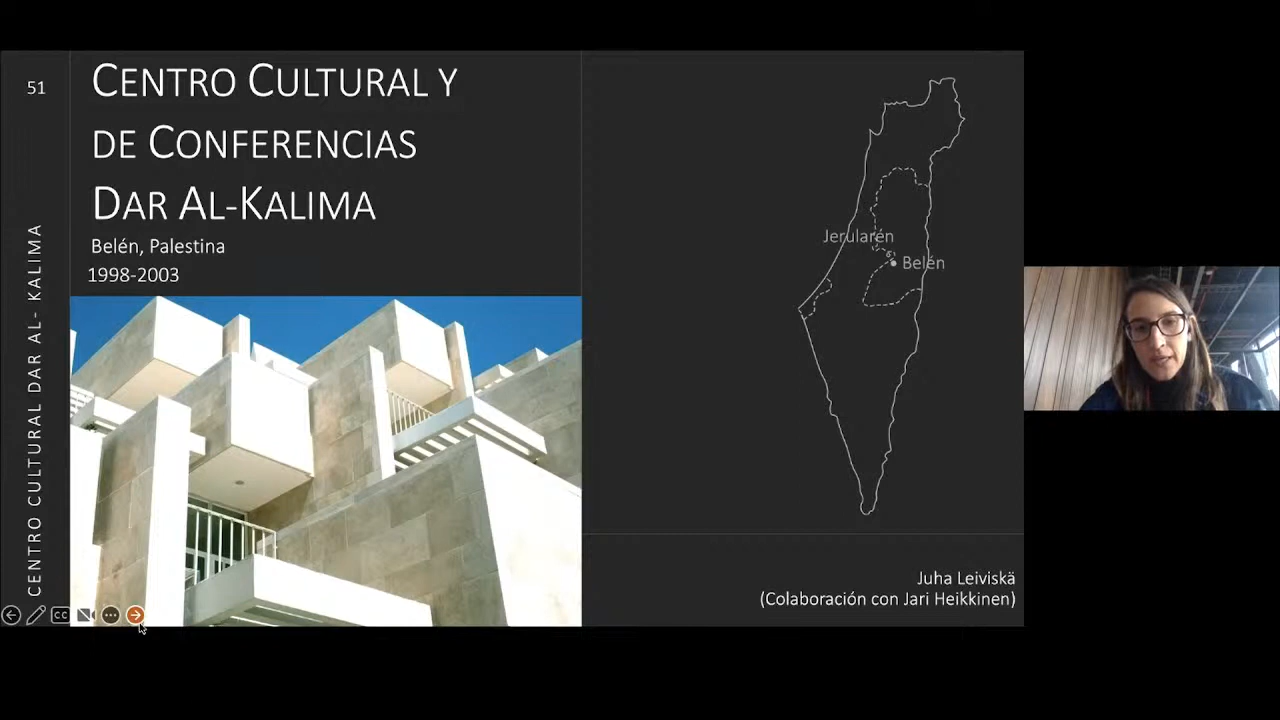 51
CENTRO CULTURAL Y
DE CONFERENCIAS
DAR AL-KALIMA
Belén, Palestina
1998-2003
CENTRO CULTURAL DAR AL- KALIMA
Jerularén
Belén
Juha Leiviskä
(Colaboración con Jari Heikkinen)
CC